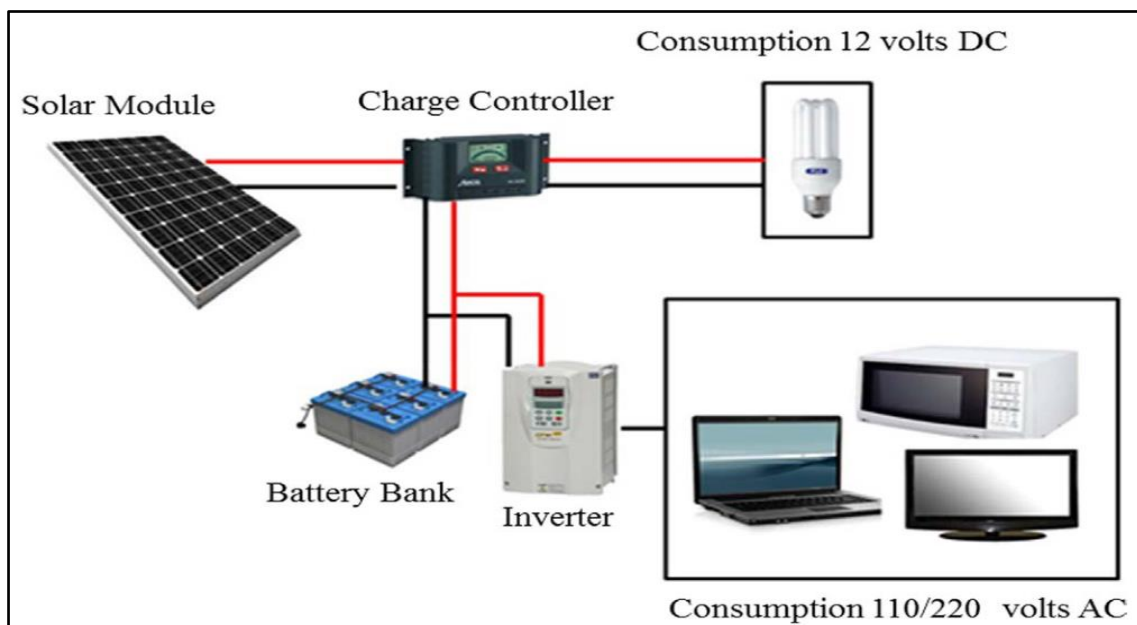 Consumption 12 volts DC
Solar Module
Charge Controller
Battery Bank
Inverter
Consumption 110/220 volts AC